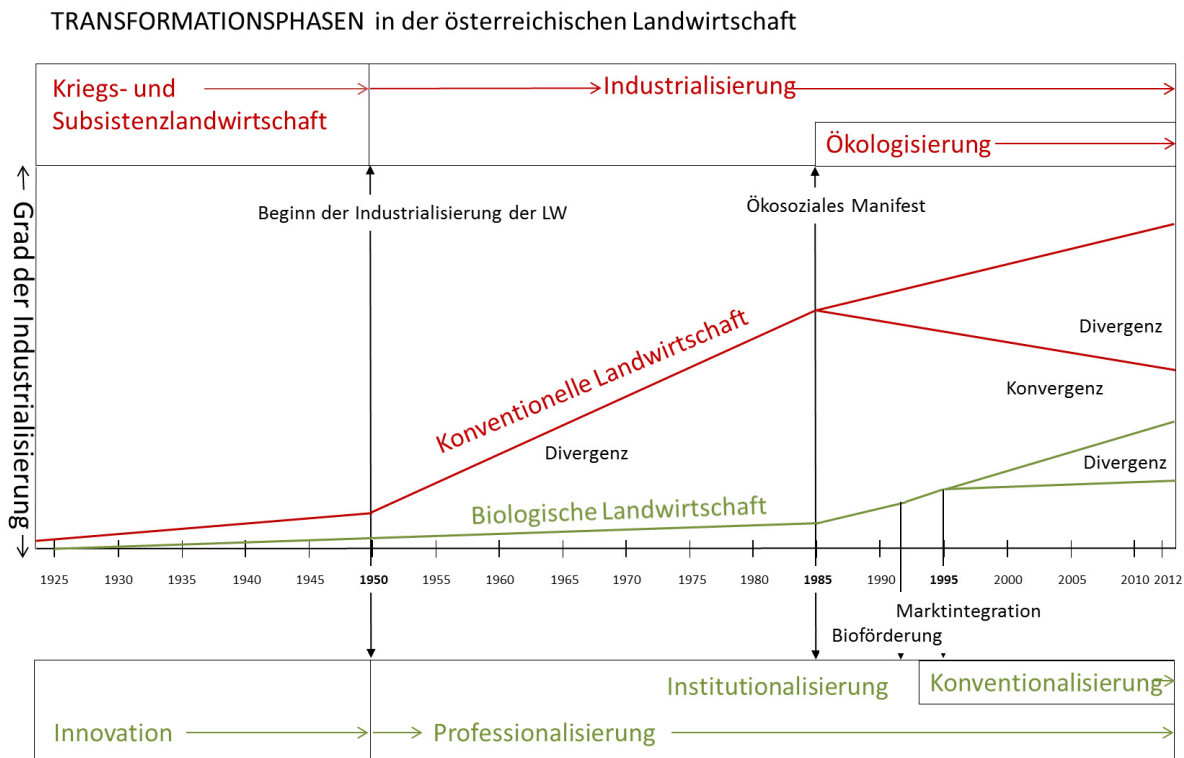 TRANSFORMATIONSPHASEN in der österreichischen Landwirtschaft
Kriegs- und
Subsistenzlandwirtschaft
Industrialisierung
Ökologisierung
Grad der Industrialisierung
Beginn der Industrialisierung der LW
Ökosoziales Manifest
Konventionelle Landwirtschaft
Divergenz
Divergenz
Konvergenz
Biologische Landwirtschaft
Divergenz
1925 1930 1935 1940 1945 1950 1955 1960 1965 1970 1975 1980 1985 1990 1995 2000 2005 2010 2012
Marktintegration
Bioförderung
Institutionalisierung
Konventionalisierung
Innovation
Professionalisierung